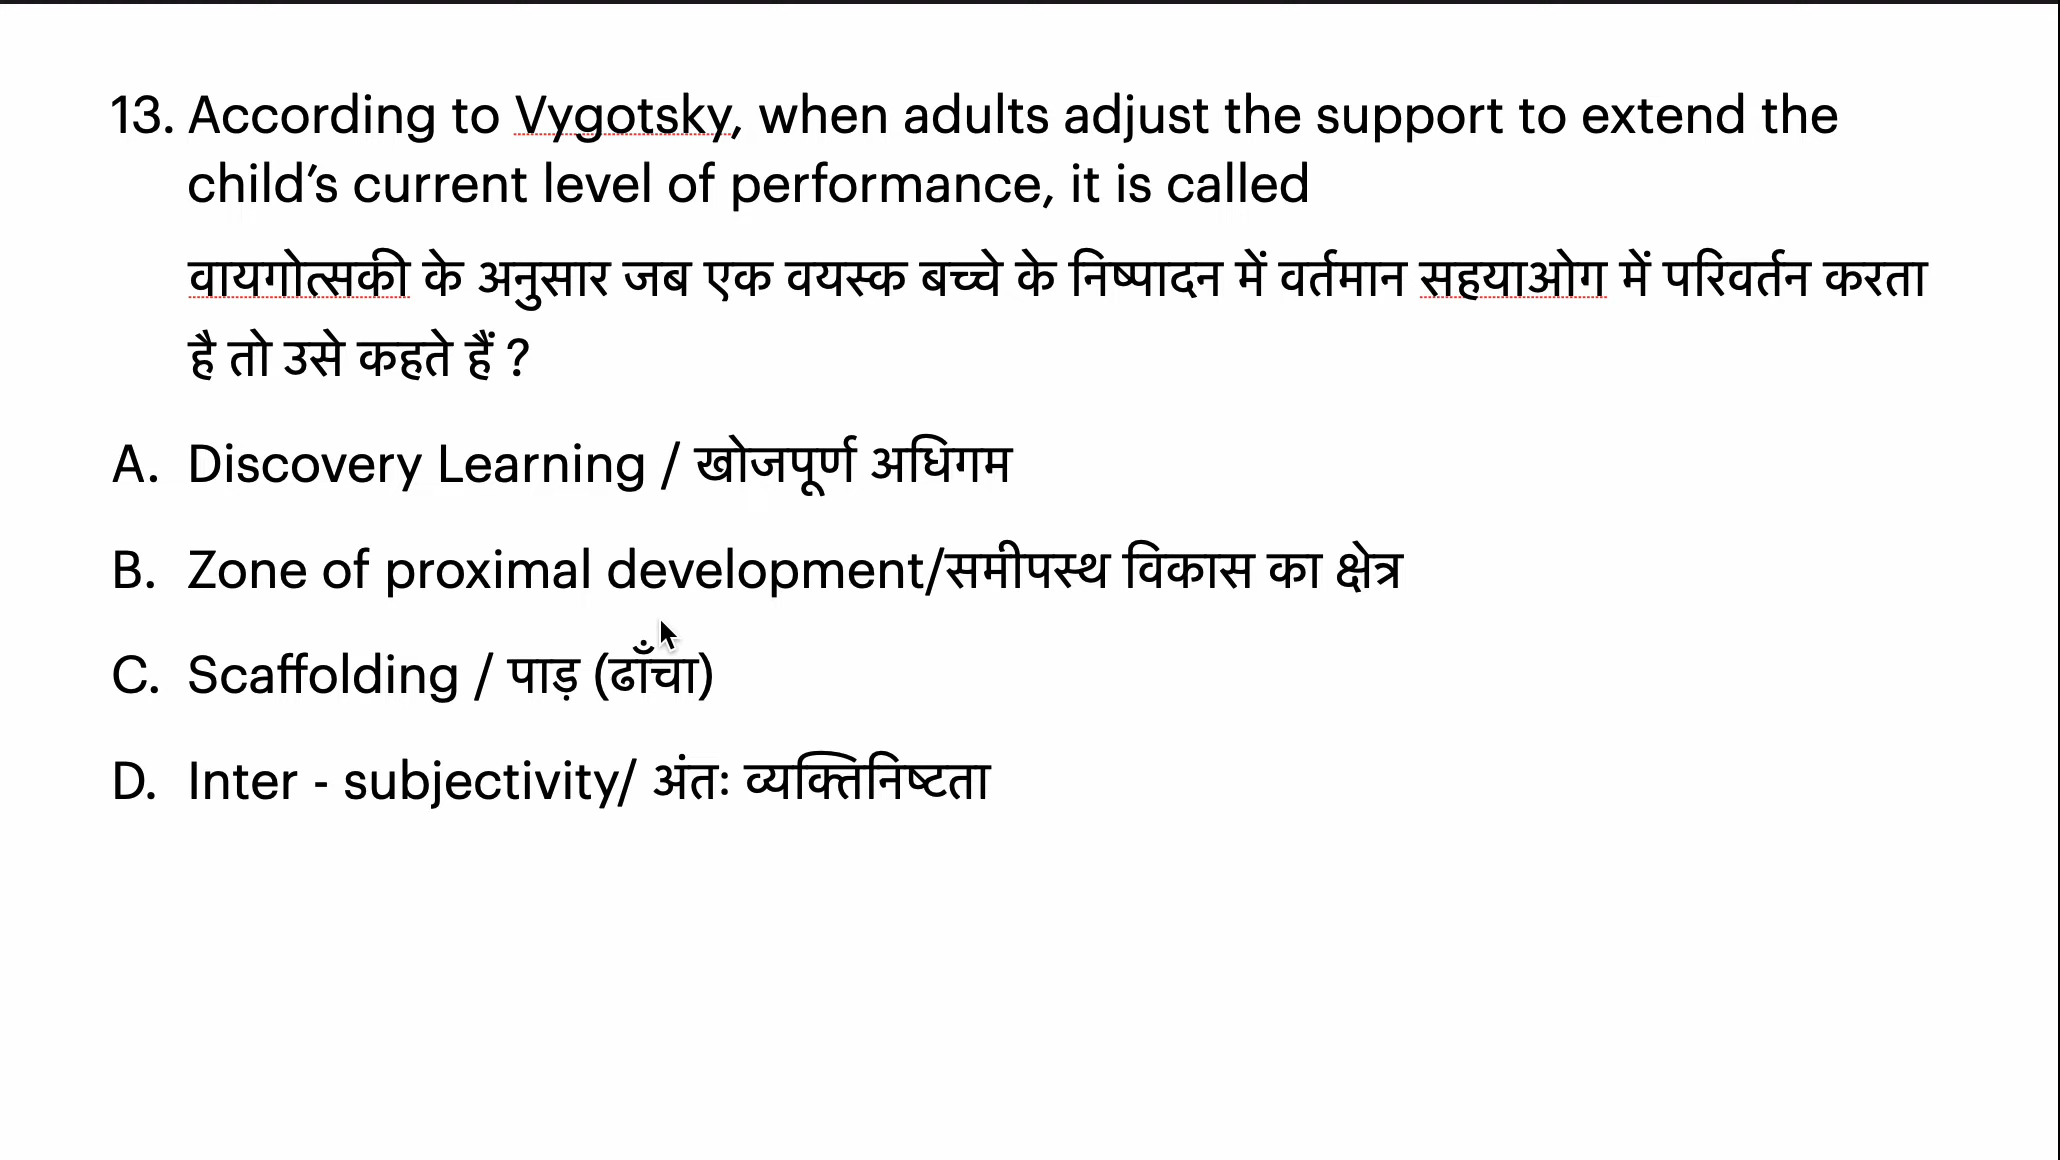 13. According to Vygotsky, when adults adjust the support to extend the
child’s current level of performance, it is called
वायगोत्सकी के अनुसार जब एक वयस्क बच्चे के निष्पादन में वर्तमान सहयाओग में परिवर्तन करता
है तो उसे कहते हैं ?
A. Discovery Learning / खोजपूर्ण अधिगम
B. Zone of proximal development/समीपस्थ विकास का क्षेत्र
C. Scaffolding / पाड़ (ढाँचा)
D. Inter - subjectivity/ अंतः व्यक्तिनिष्टता